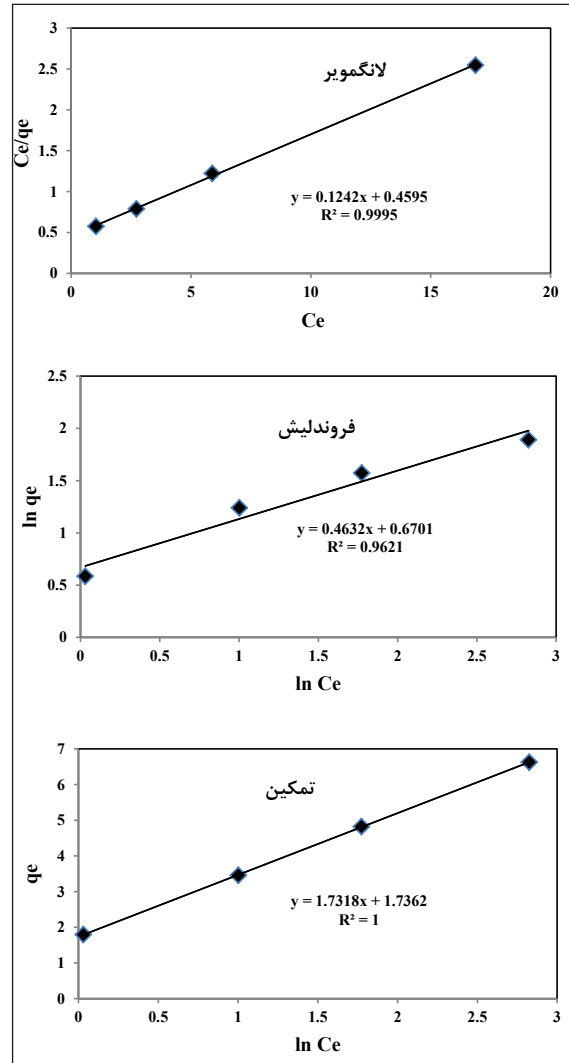 لانگمویر
3
2.5
2
1.5
1
0.5
0
Ce/qe
y = 0.1242x + 0.4595
R² = 0.9995
0 5 10 15 20
Ce
فروندلیش
2.5
2
1.5
1
0.5
0
ln qe
y = 0.4632x + 0.6701
R² = 0.9621
0 0.5 1 1.5 2 2.5 3
ln Ce
تمکین
7
6
5
4
3
2
1
0
qe
y = 1.7318x + 1.7362
R² = 1
0 0.5 1 1.5 2 2.5 3
ln Ce